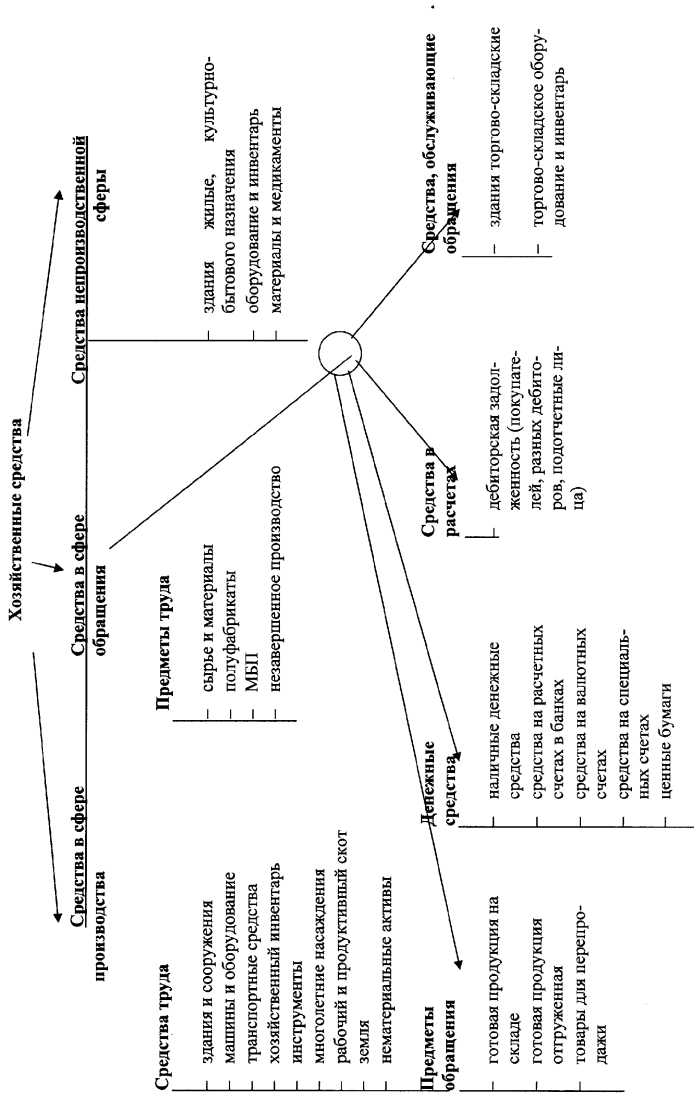 Хозяйственные средства
Средства в сфере
производства
Средства в сфере
обращения
Средства непроизводственной
сферы
Средства труда
– здания и сооружения
– машины и оборудование
– транспортные средства
– хозяйственный инвентарь
– инструменты
– многолетние насаждения
– рабочий и продуктивный скот
– земля
– нематериальные активы
Предметы труда
– сырье и материалы
– полуфабрикаты
– МБП
– незавершенное производство
– здания жилые, культурно-
бытового назначения
– оборудование и инвентарь
– материалы и медикаменты
Предметы
обращения
– готовая продукция на
складе
– готовая продукция
отгруженная
– товары для перепро-
дажи
Денежные
средства
– наличные денежные
средства
– средства на расчетных
счетах в банках
– средства на валютных
счетах
– средства на специаль-
ных счетах
– ценные бумаги
Средства в
расчетах
– дебиторская задол-
женность (покупате-
лей, разных дебито-
ров, подотчетные ли-
ца)
Средства, обслуживающие
обращения
– здания торгово-складские
– торгово-складское обору-
дование и инвентарь